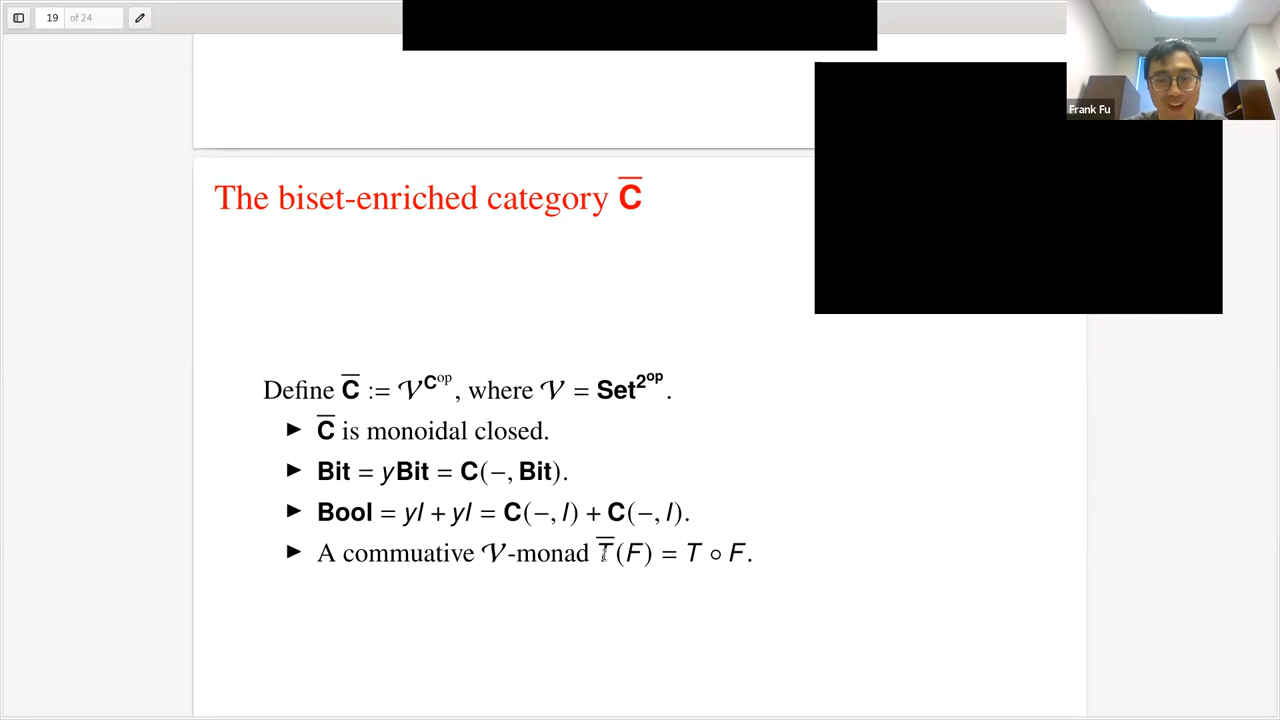 19 of 24
Frank Fu
The biset-enriched category C̅
Define C̅ := 𝒱^{C^{op}}, where 𝒱 = Set^{2^{op}}.
► C̅ is monoidal closed.
► Bit = yBit = C(−, Bit).
► Bool = yI + yI = C(−, I) + C(−, I).
► A commuative 𝒱-monad T̅(F) = T ∘ F.